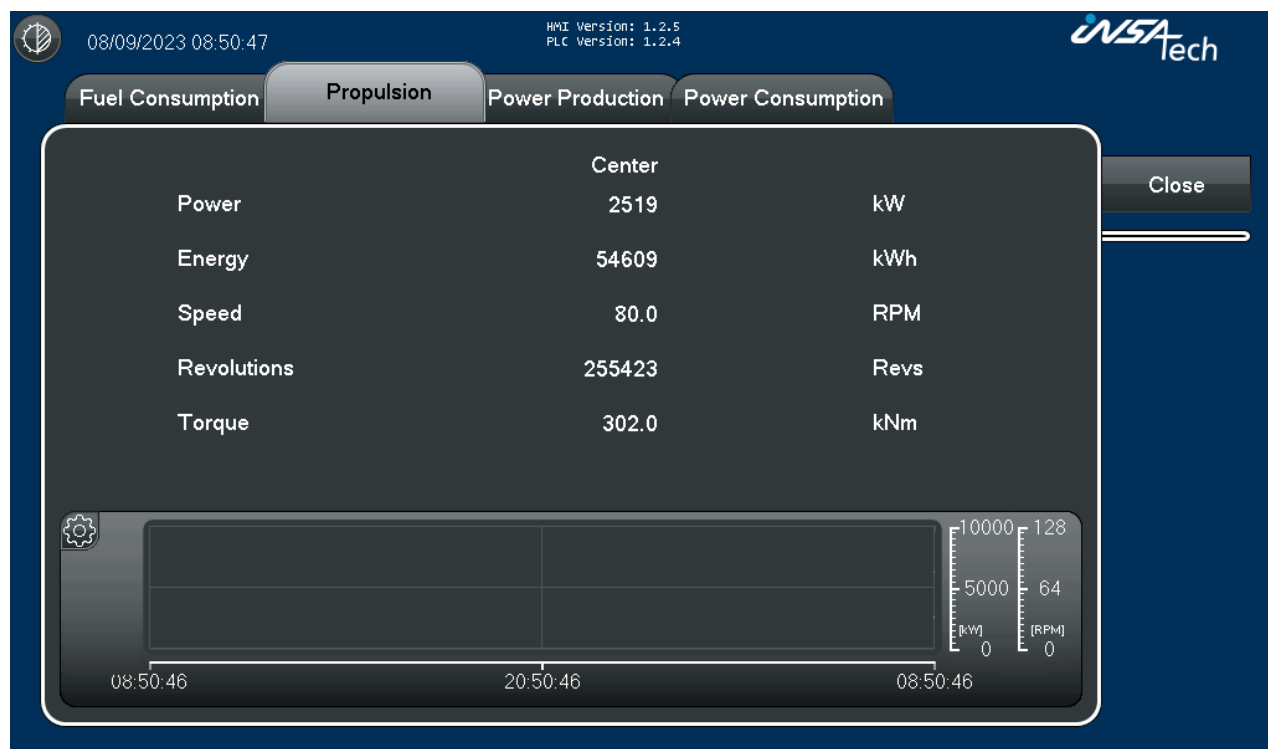 08/09/2023 08:50:47
HMI Version: 1.2.5
PLC Version: 1.2.4
iNSATech
Fuel Consumption Propulsion Power Production Power Consumption
Close
Center
Power 2519 kW
Energy 54609 kWh
Speed 80.0 RPM
Revolutions 255423 Revs
Torque 302.0 kNm
10000 128
5000 64
[kW] [RPM]
0 0
08:50:46 20:50:46 08:50:46